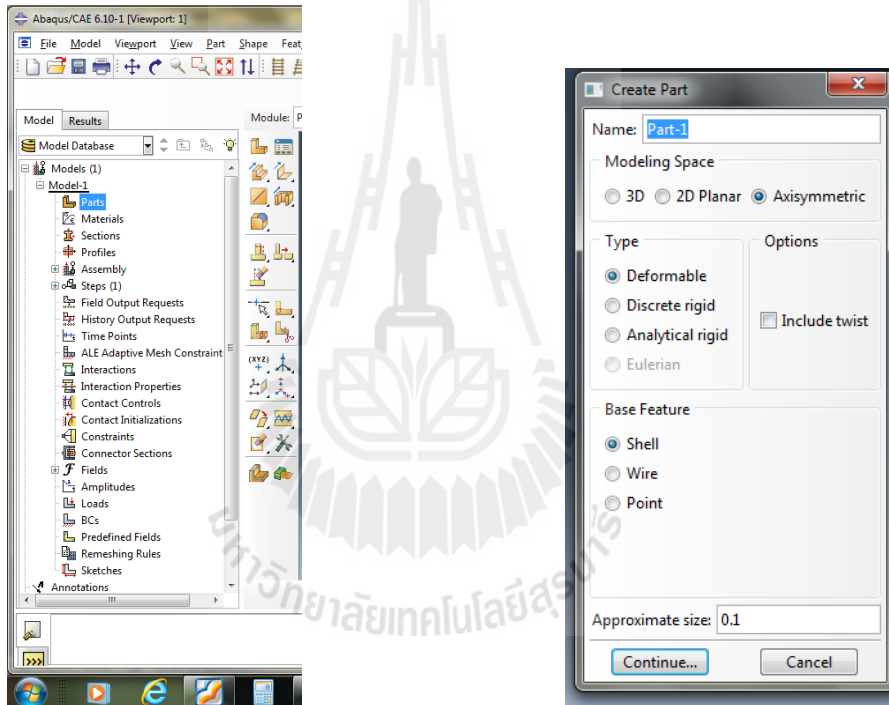 Abaqus/CAE 6.10-1 [Viewport: 1]
File Model Viewport View Part Shape Feat
Model Results
Module: P
Model Database
Models (1)
Model-1
Parts
Materials
Sections
Profiles
Assembly
Steps (1)
Field Output Requests
History Output Requests
Time Points
ALE Adaptive Mesh Constraint
Interactions
Interaction Properties
Contact Controls
Contact Initializations
Constraints
Connector Sections
Fields
Amplitudes
Loads
BCs
Predefined Fields
Remeshing Rules
Sketches
Annotations
(XYZ)
>>>
Create Part
Name: Part-1
Modeling Space
3D 2D Planar Axisymmetric
Type
Options
Deformable
Discrete rigid
Analytical rigid
Eulerian
Include twist
Base Feature
Shell
Wire
Point
Approximate size: 0.1
Continue... Cancel
มหาวิทยาลัยเทคโนโลยีสุรนารี